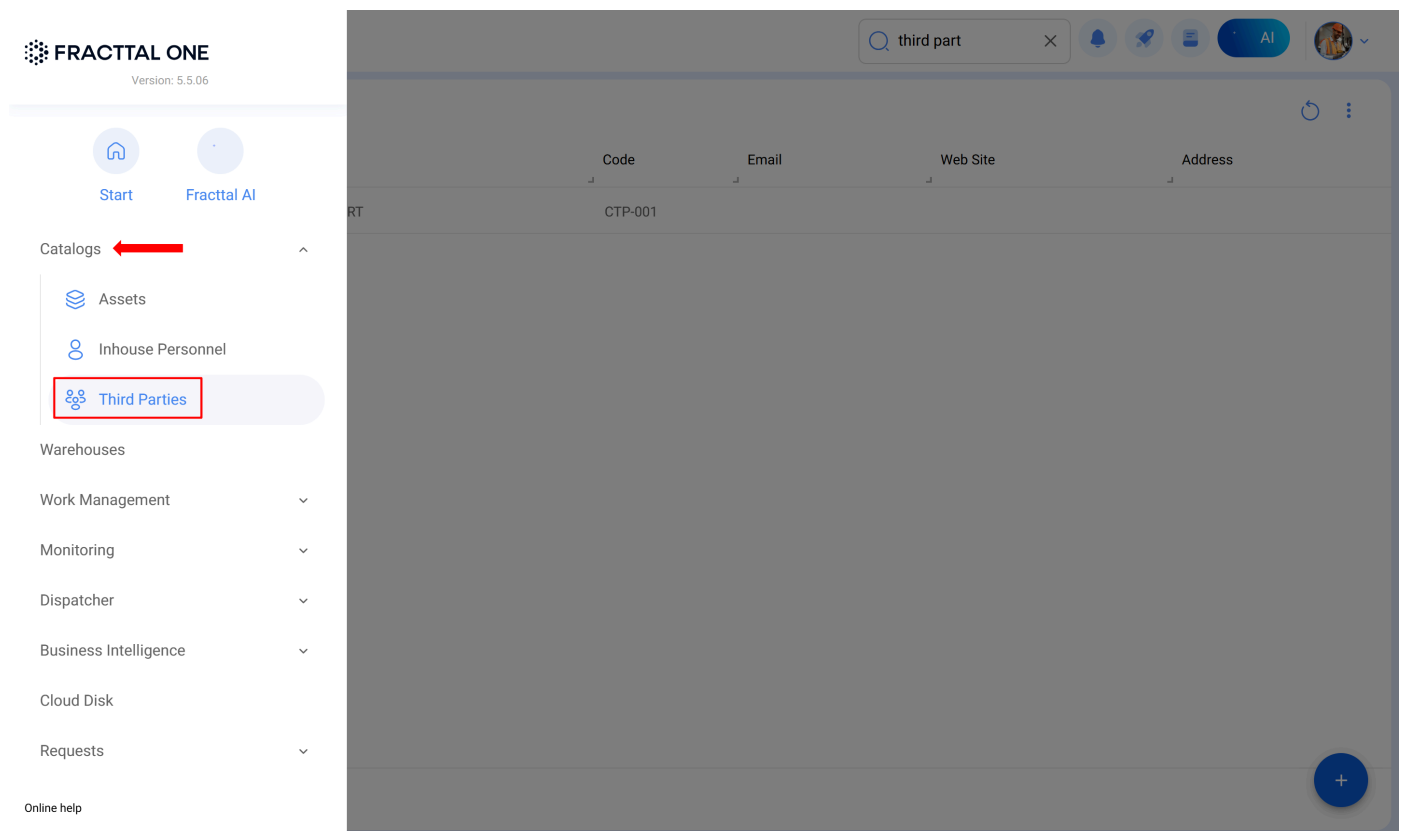 FRACTTAL ONE
Version: 5.5.06
third part
AI
Start
Fracttal AI
Code
Email
Web Site
Address
RT
CTP-001
Catalogs
Assets
Inhouse Personnel
Third Parties
Warehouses
Work Management
Monitoring
Dispatcher
Business Intelligence
Cloud Disk
Requests
Online help